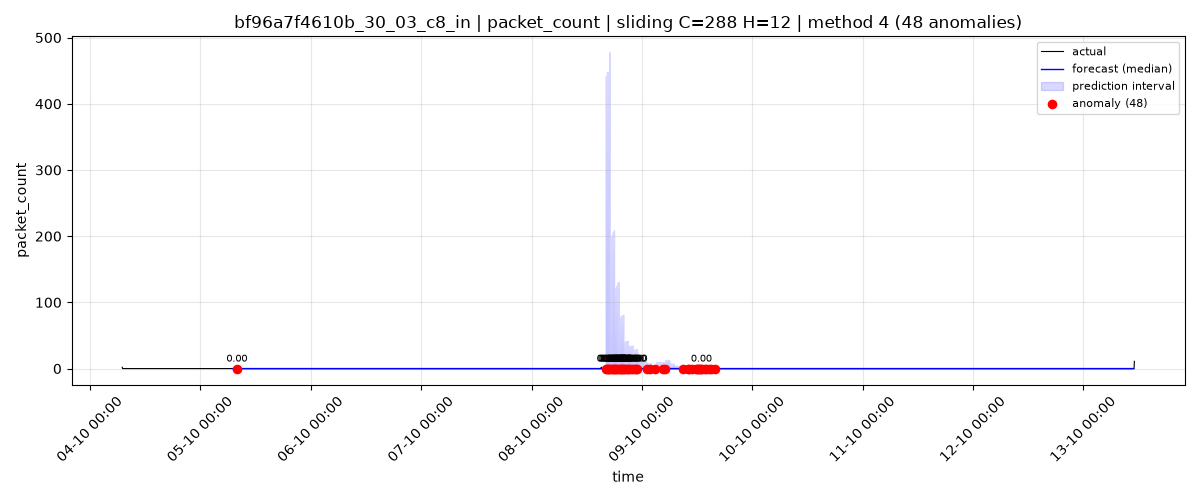 bf96a7f4610b_30_03_c8_in | packet_count | sliding C=288 H=12 | method 4 (48 anomalies)
packet_count
500
400
300
200
100
0
actual
forecast (median)
prediction interval
anomaly (48)
0.00
0.00
04-10 00:00
05-10 00:00
06-10 00:00
07-10 00:00
08-10 00:00
09-10 00:00
10-10 00:00
11-10 00:00
12-10 00:00
13-10 00:00
time